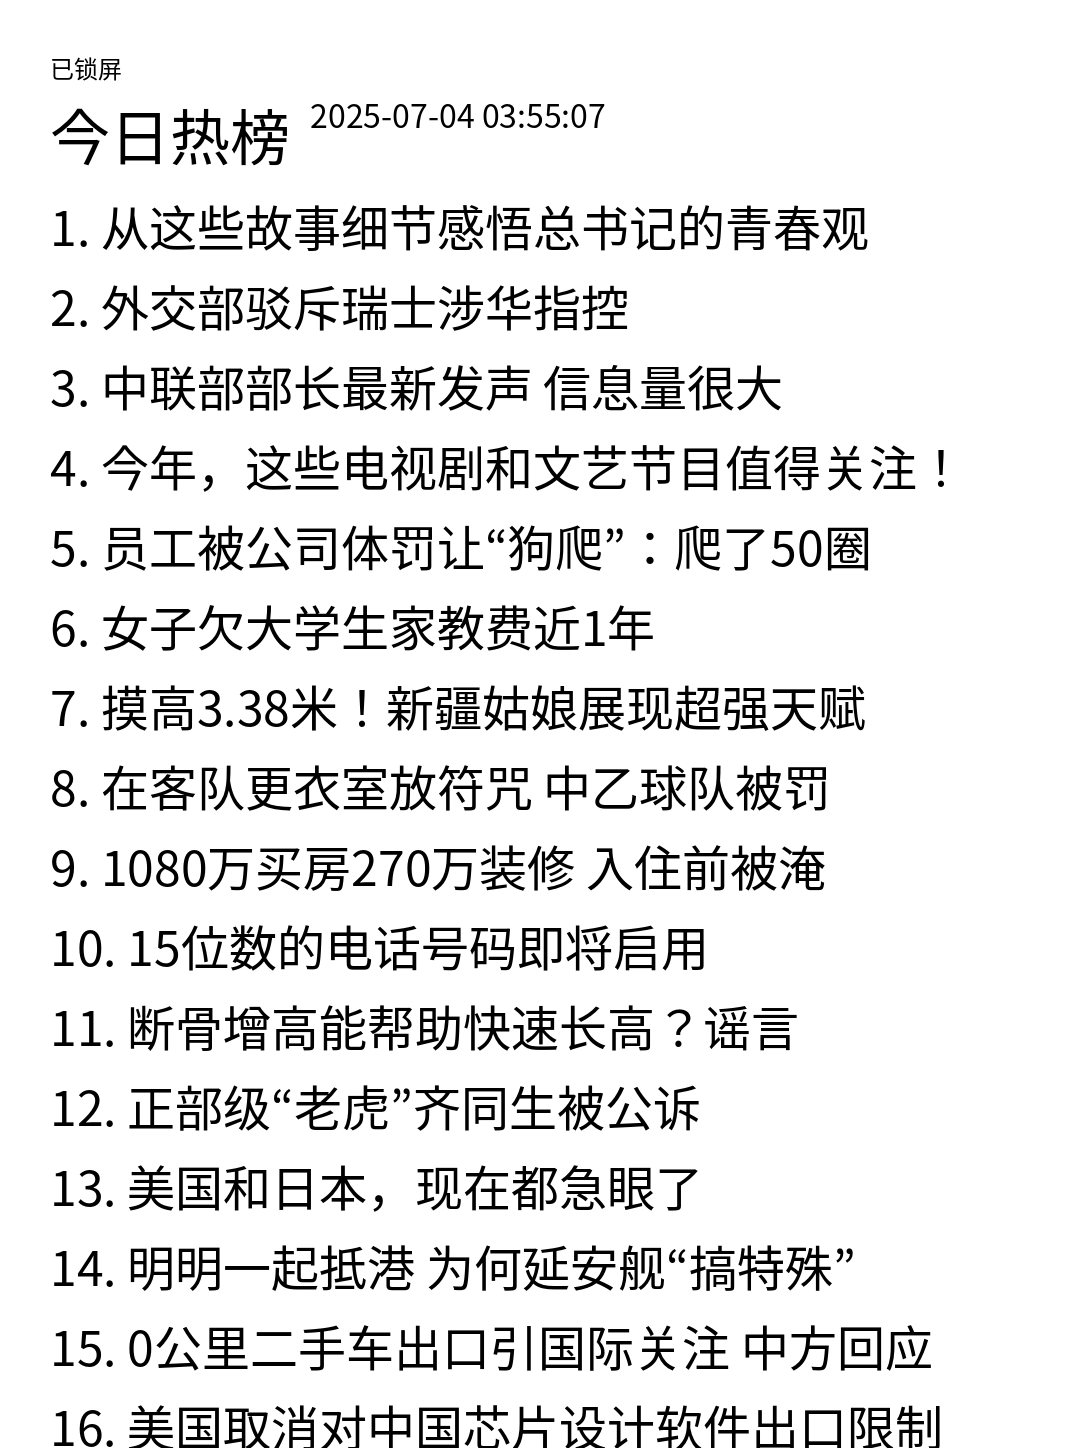 已锁屏
今日热榜 2025-07-04 03:55:07
1. 从这些故事细节感悟总书记的青春观
2. 外交部驳斥瑞士涉华指控
3. 中联部部长最新发声 信息量很大
4. 今年，这些电视剧和文艺节目值得关注！
5. 员工被公司体罚让“狗爬”：爬了50圈
6. 女子欠大学生家教费近1年
7. 摸高3.38米！新疆姑娘展现超强天赋
8. 在客队更衣室放符咒 中乙球队被罚
9. 1080万买房270万装修 入住前被淹
10. 15位数的电话号码即将启用
11. 断骨增高能帮助快速长高？谣言
12. 正部级“老虎”齐同生被公诉
13. 美国和日本，现在都急眼了
14. 明明一起抵港 为何延安舰“搞特殊”
15. 0公里二手车出口引国际关注 中方回应
16. 美国取消对中国芯片设计软件出口限制